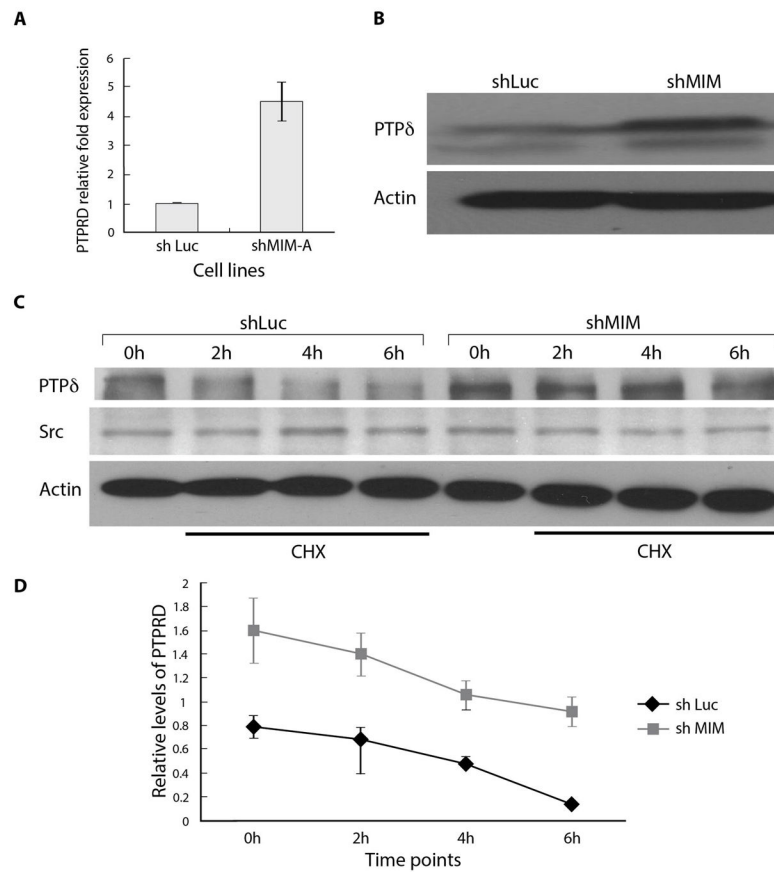 A
PTPRD relative fold expression
6
5
4
3
2
1
0
sh Luc shMIM-A
Cell lines
B
shLuc shMIM
PTPδ
Actin
C
shLuc shMIM
0h 2h 4h 6h 0h 2h 4h 6h
PTPδ
Src
Actin
CHX CHX
D
Relative levels of PTPRD
2
1.8
1.6
1.4
1.2
1
0.8
0.6
0.4
0.2
0
0h 2h 4h 6h
Time points
sh Luc
sh MIM